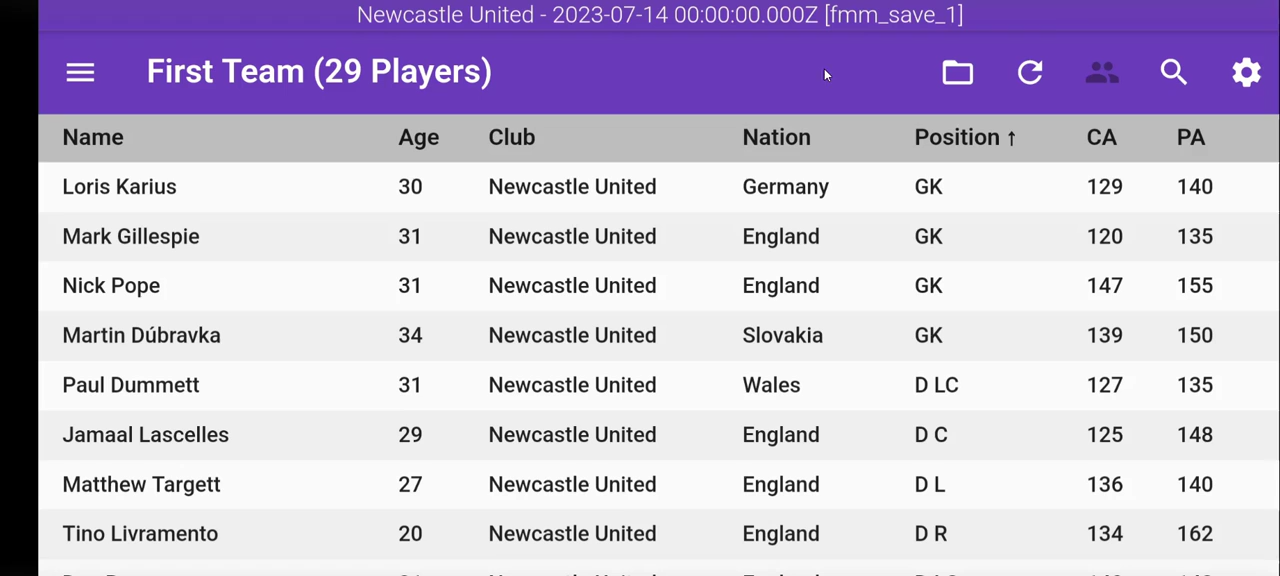 Newcastle United - 2023-07-14 00:00:00.000Z [fmm_save_1]
First Team (29 Players)
Name Age Club Nation Position ↑ CA PA
Loris Karius 30 Newcastle United Germany GK 129 140
Mark Gillespie 31 Newcastle United England GK 120 135
Nick Pope 31 Newcastle United England GK 147 155
Martin Dúbravka 34 Newcastle United Slovakia GK 139 150
Paul Dummett 31 Newcastle United Wales D LC 127 135
Jamaal Lascelles 29 Newcastle United England D C 125 148
Matthew Targett 27 Newcastle United England D L 136 140
Tino Livramento 20 Newcastle United England D R 134 162